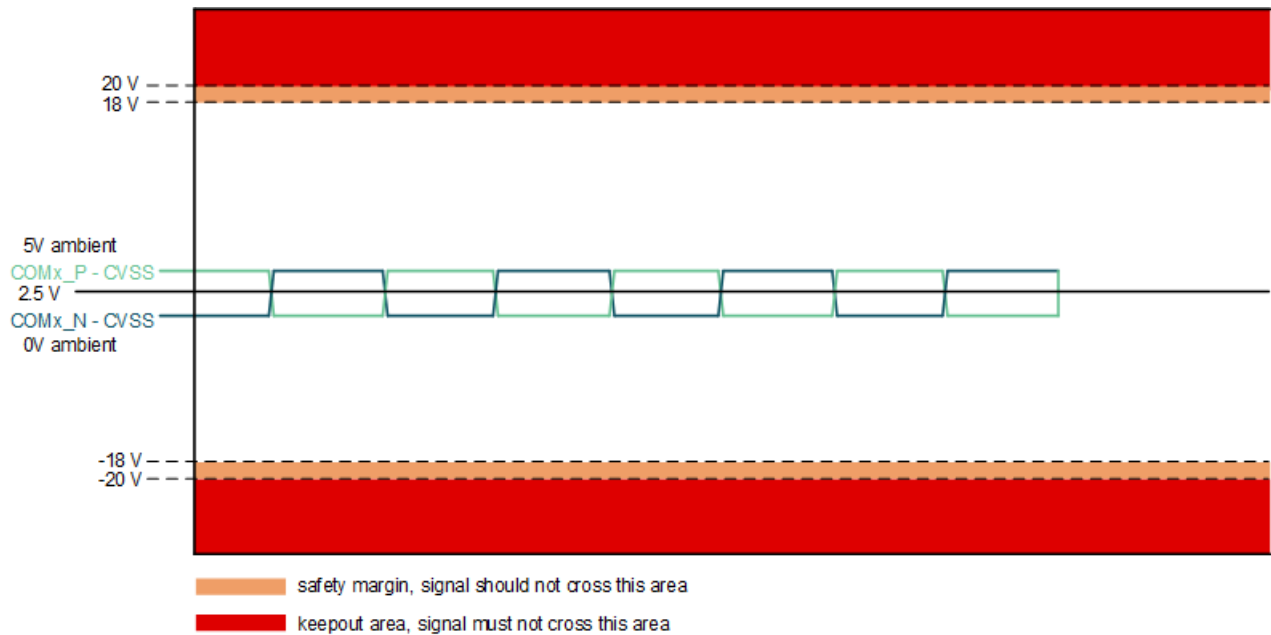 20 V
18 V
5V ambient
COMx_P - CVSS
2.5 V
COMx_N - CVSS
0V ambient
-18 V
-20 V
safety margin, signal should not cross this area
keepout area, signal must not cross this area